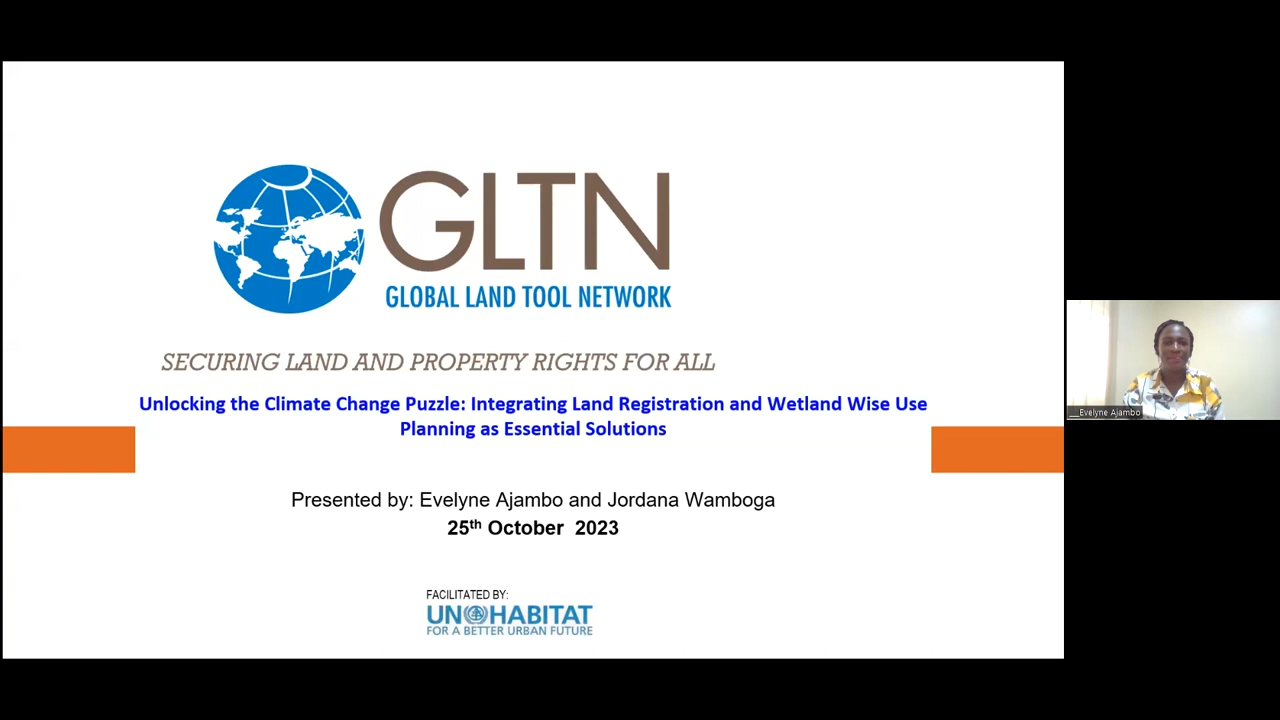 GLTN
GLOBAL LAND TOOL NETWORK
SECURING LAND AND PROPERTY RIGHTS FOR ALL
Unlocking the Climate Change Puzzle: Integrating Land Registration and Wetland Wise Use
Planning as Essential Solutions
Presented by: Evelyne Ajambo and Jordana Wamboga
25th October 2023
FACILITATED BY:
UN HABITAT
FOR A BETTER URBAN FUTURE
__Evelyne Ajambo